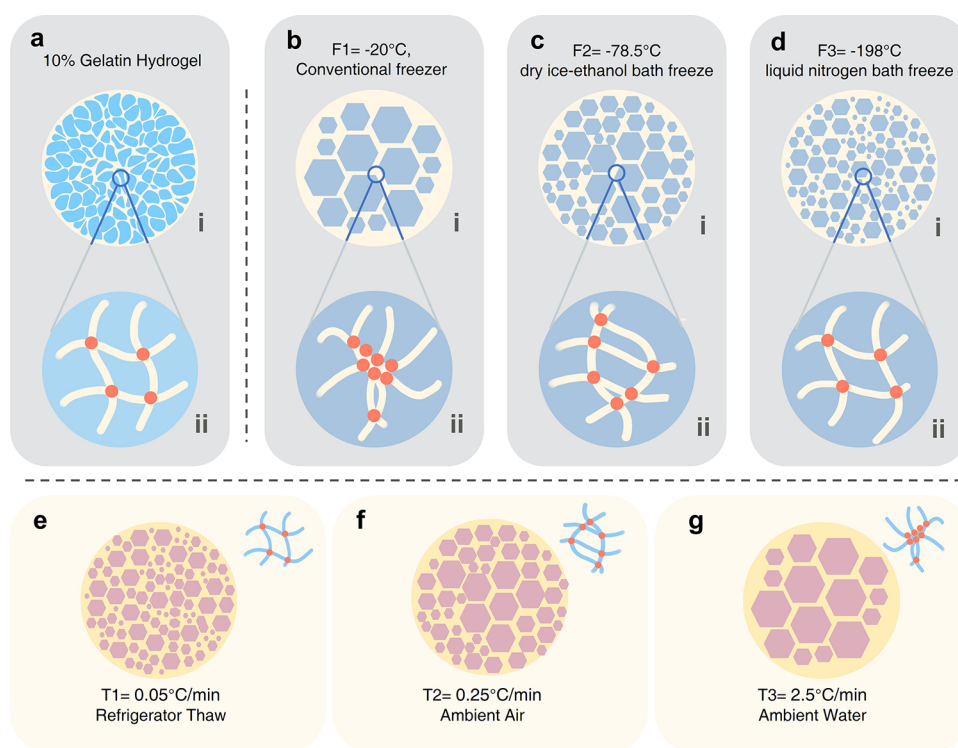 a
10% Gelatin Hydrogel
i
ii
b
F1= -20°C,
Conventional freezer
i
ii
c
F2= -78.5°C
dry ice-ethanol bath freeze
i
ii
d
F3= -198°C
liquid nitrogen bath freeze
i
ii
e
T1= 0.05°C/min
Refrigerator Thaw
f
T2= 0.25°C/min
Ambient Air
g
T3= 2.5°C/min
Ambient Water